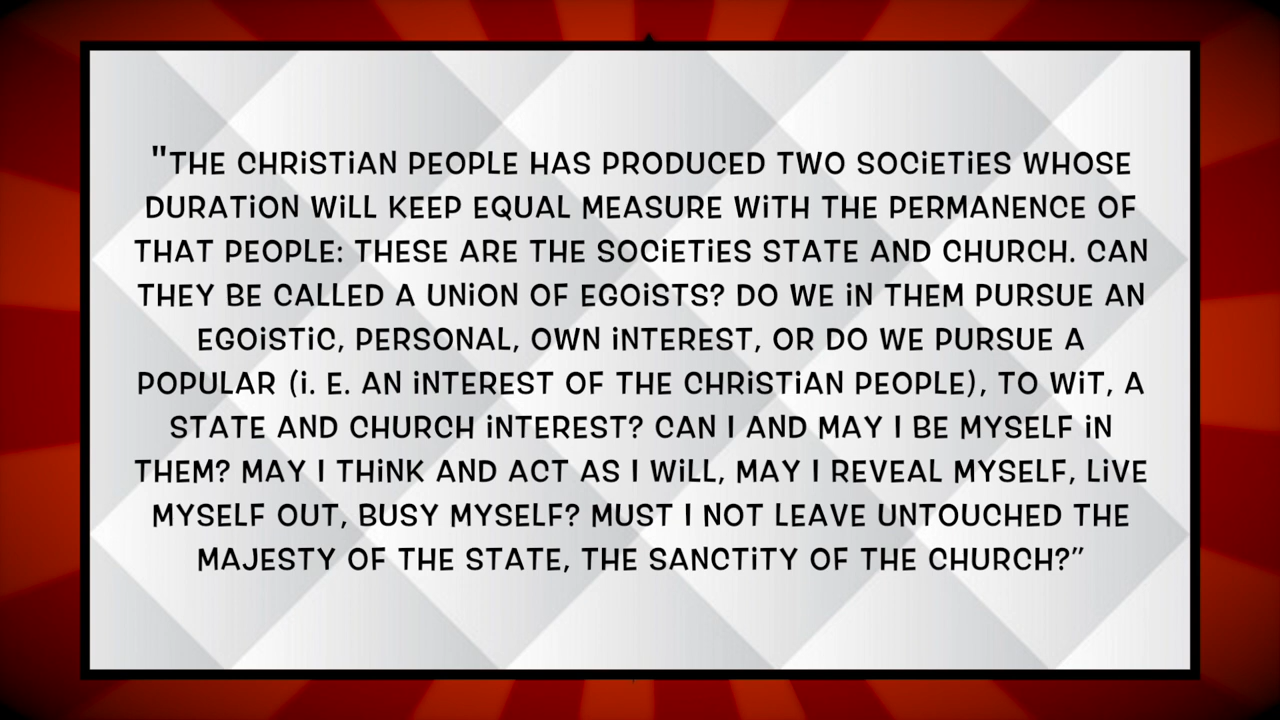 "THE CHRiSTiAN PEOPLE HAS PRODUCED TWO SOCiETiES WHOSE
DURATiON WiLL KEEP EQUAL MEASURE WiTH THE PERMANENCE OF
THAT PEOPLE: THESE ARE THE SOCiETiES STATE AND CHURCH. CAN
THEY BE CALLED A UNiON OF EGOiSTS? DO WE iN THEM PURSUE AN
EGOiSTiC, PERSONAL, OWN iNTEREST, OR DO WE PURSUE A
POPULAR (i. E. AN iNTEREST OF THE CHRiSTiAN PEOPLE), TO WiT, A
STATE AND CHURCH iNTEREST? CAN I AND MAY I BE MYSELF iN
THEM? MAY I THiNK AND ACT AS I WiLL, MAY I REVEAL MYSELF, LiVE
MYSELF OUT, BUSY MYSELF? MUST I NOT LEAVE UNTOUCHED THE
MAJESTY OF THE STATE, THE SANCTiTY OF THE CHURCH?”